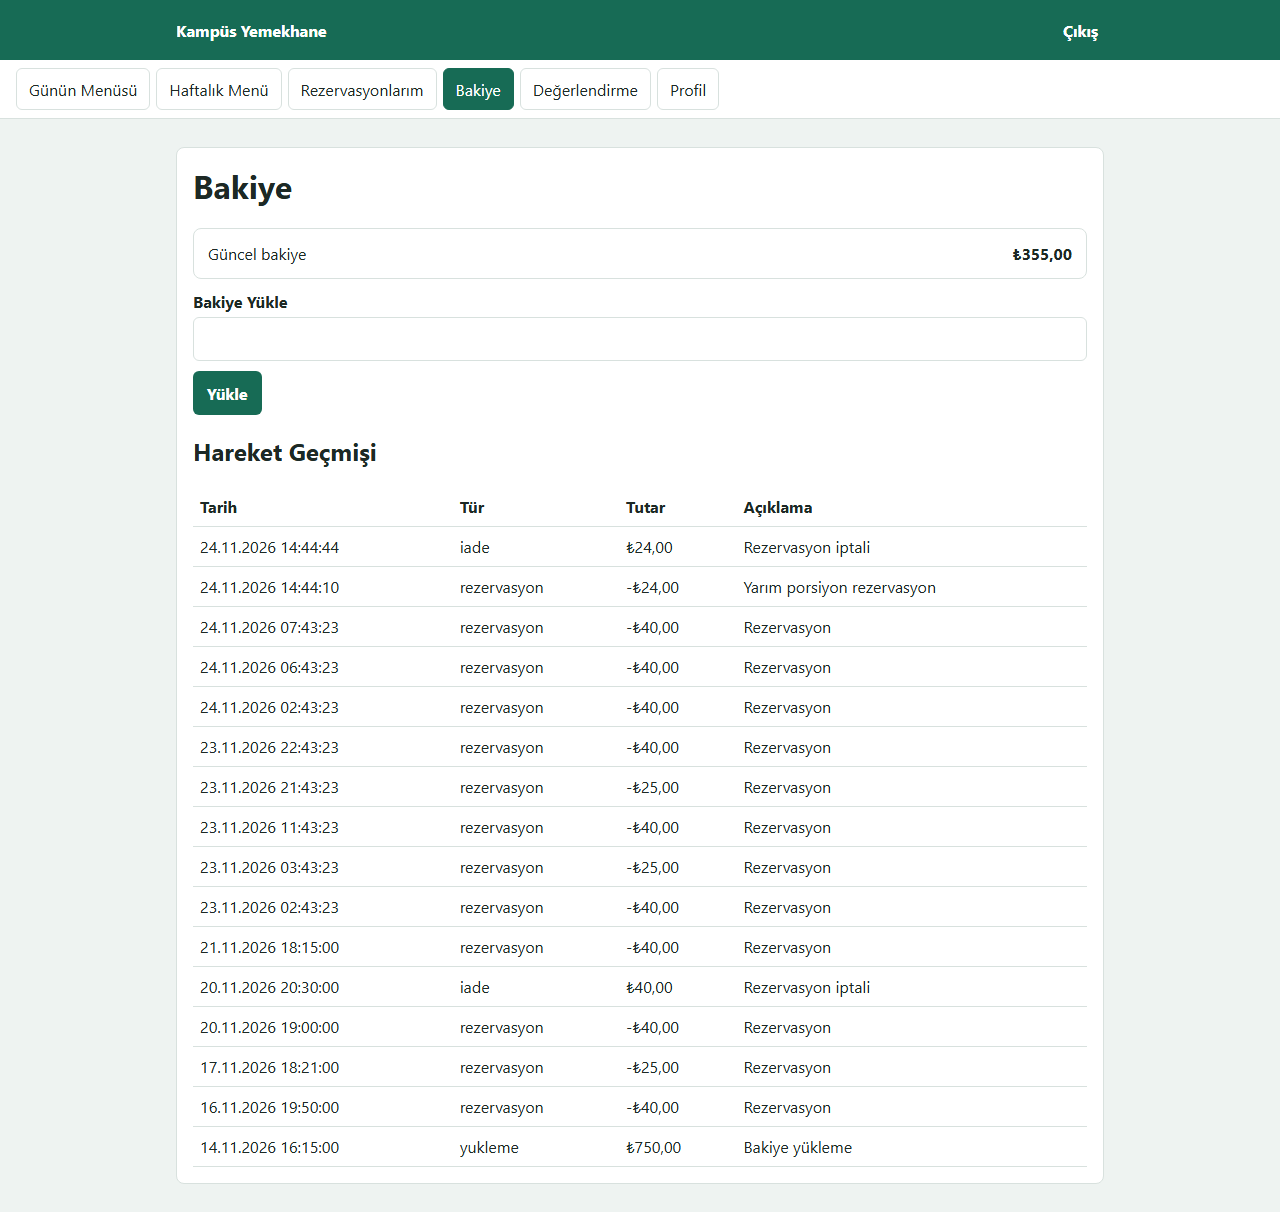 Kampüs Yemekhane Çıkış
Günün Menüsü Haftalık Menü Rezervasyonlarım Bakiye Değerlendirme Profil
Bakiye
Güncel bakiye ₺355,00
Bakiye Yükle
Yükle
Hareket Geçmişi
Tarih Tür Tutar Açıklama
24.11.2026 14:44:44 iade ₺24,00 Rezervasyon iptali
24.11.2026 14:44:10 rezervasyon -₺24,00 Yarım porsiyon rezervasyon
24.11.2026 07:43:23 rezervasyon -₺40,00 Rezervasyon
24.11.2026 06:43:23 rezervasyon -₺40,00 Rezervasyon
24.11.2026 02:43:23 rezervasyon -₺40,00 Rezervasyon
23.11.2026 22:43:23 rezervasyon -₺40,00 Rezervasyon
23.11.2026 21:43:23 rezervasyon -₺25,00 Rezervasyon
23.11.2026 11:43:23 rezervasyon -₺40,00 Rezervasyon
23.11.2026 03:43:23 rezervasyon -₺25,00 Rezervasyon
23.11.2026 02:43:23 rezervasyon -₺40,00 Rezervasyon
21.11.2026 18:15:00 rezervasyon -₺40,00 Rezervasyon
20.11.2026 20:30:00 iade ₺40,00 Rezervasyon iptali
20.11.2026 19:00:00 rezervasyon -₺40,00 Rezervasyon
17.11.2026 18:21:00 rezervasyon -₺25,00 Rezervasyon
16.11.2026 19:50:00 rezervasyon -₺40,00 Rezervasyon
14.11.2026 16:15:00 yukleme ₺750,00 Bakiye yükleme